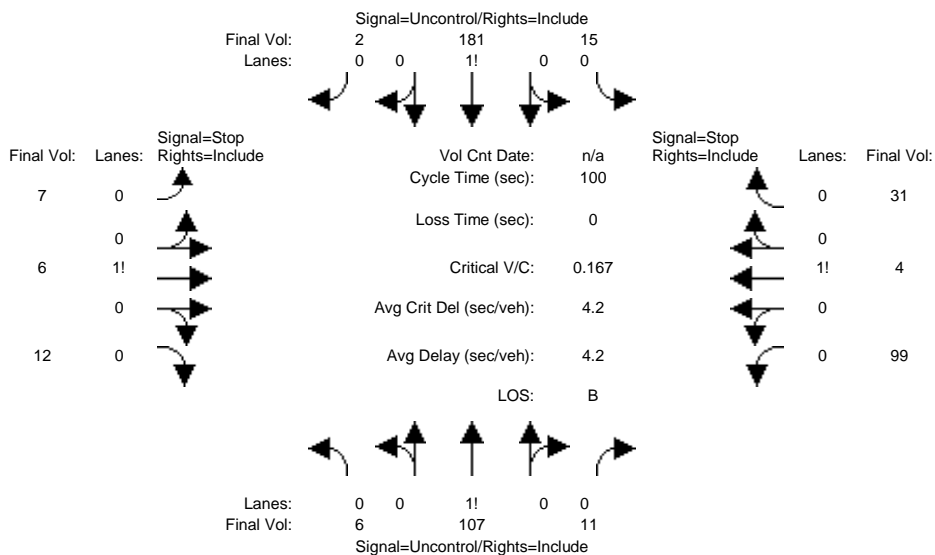 Signal=Uncontrol/Rights=Include
Final Vol: 2 181 15
Lanes: 0 0 1! 0 0
Signal=Stop
Final Vol: Lanes: Rights=Include
Vol Cnt Date: n/a
Signal=Stop
Rights=Include Lanes: Final Vol:
Cycle Time (sec): 100
7 0
0 31
Loss Time (sec): 0
0
0
6 1!
Critical V/C: 0.167
1! 4
0
Avg Crit Del (sec/veh): 4.2
0
12 0
Avg Delay (sec/veh): 4.2
0 99
LOS: B
Lanes: 0 0 1! 0 0
Final Vol: 6 107 11
Signal=Uncontrol/Rights=Include